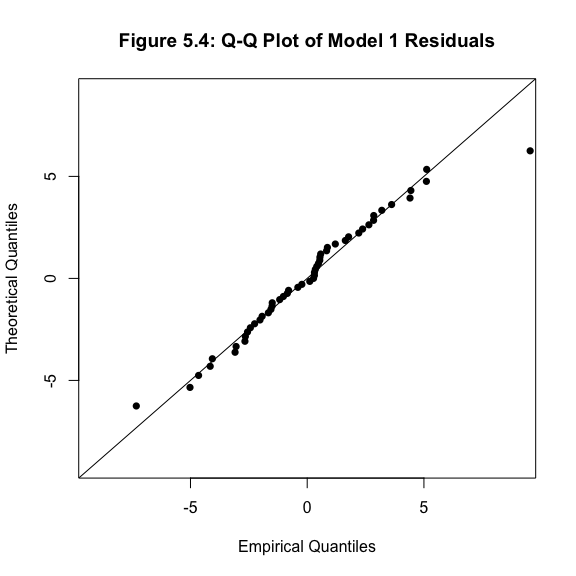 Figure 5.4: Q-Q Plot of Model 1 Residuals
Theoretical Quantiles
5
0
-5
-5 0 5
Empirical Quantiles